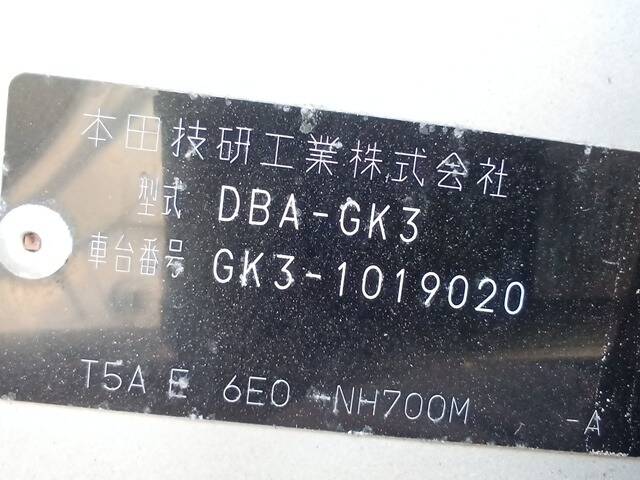 本田技研工業株式会社
型式 DBA-GK3
車台番号 GK3-1019020
T5A E 6E0 -NH700M -A